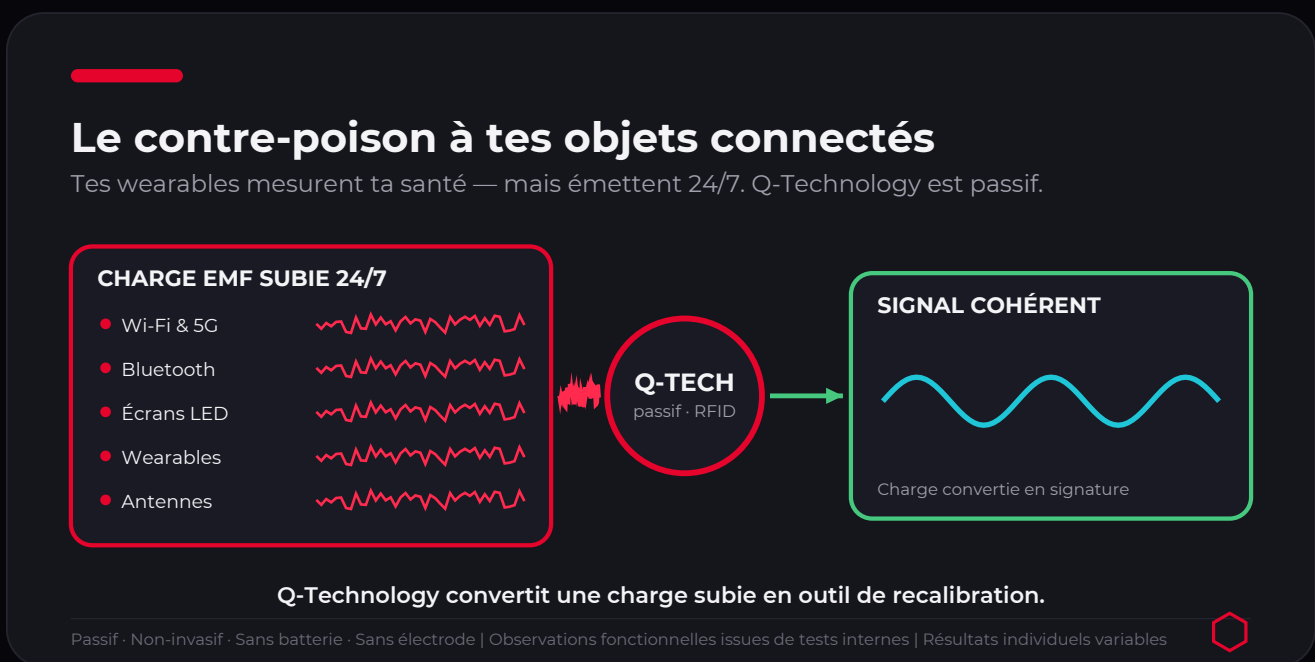 Le contre-poison à tes objets connectés
Tes wearables mesurent ta santé — mais émettent 24/7. Q-Technology est passif.
CHARGE EMF SUBIE 24/7
Wi-Fi & 5G
Bluetooth
Écrans LED
Wearables
Antennes
Q-TECH
passif · RFID
SIGNAL COHÉRENT
Charge convertie en signature
Q-Technology convertit une charge subie en outil de recalibration.
Passif · Non-invasif · Sans batterie · Sans électrode | Observations fonctionnelles issues de tests internes | Résultats individuels variables